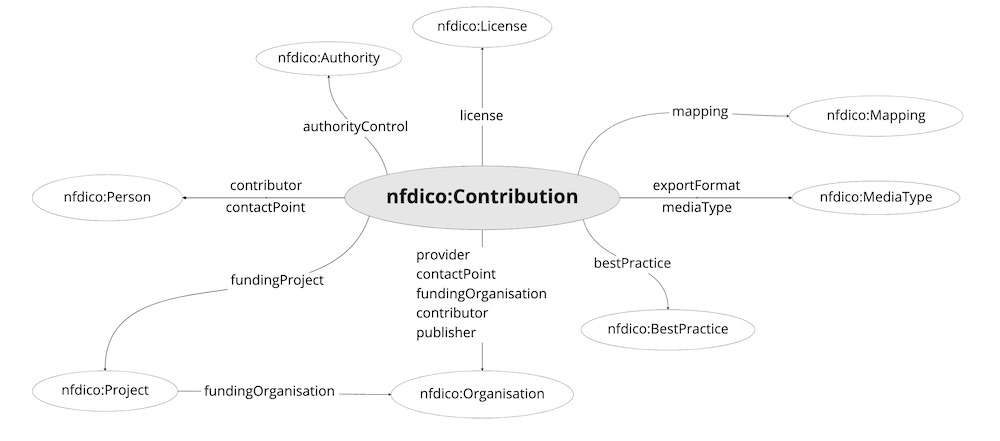 nfdico:License
nfdico:Authority
license
mapping
nfdico:Mapping
authorityControl
nfdico:Person
contributor
contactPoint
nfdico:Contribution
exportFormat
mediaType
nfdico:MediaType
provider
contactPoint
fundingOrganisation
contributor
publisher
bestPractice
fundingProject
nfdico:BestPractice
nfdico:Project
fundingOrganisation
nfdico:Organisation